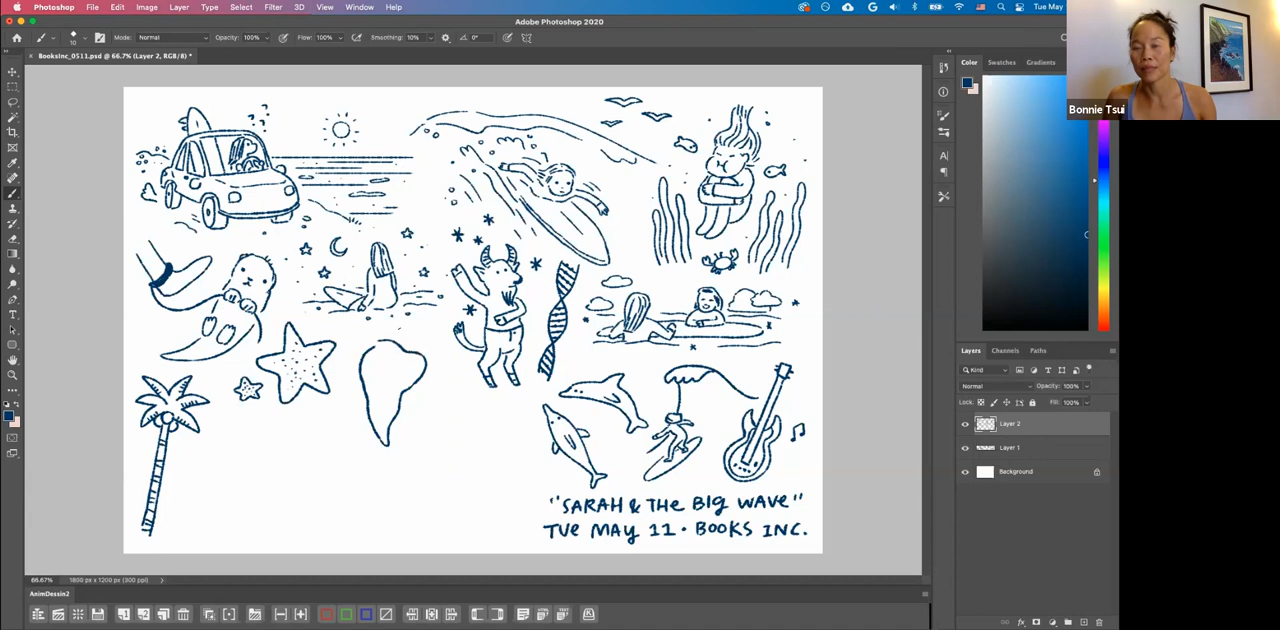 Photoshop File Edit Image Layer Type Select Filter 3D View Window Help Tue May
Adobe Photoshop 2020
Mode: Normal Opacity: 100% Flow: 100% Smoothing: 10% 0°
BooksInc_0511.psd @ 66.7% (Layer 2, RGB/8) *
Bonnie Tsui
Color Swatches Gradients
"SARAH & THE BIG WAVE"
TUE MAY 11 • BOOKS INC.
Layers Channels Paths
Kind
Normal Opacity: 100%
Lock: Fill: 100%
Layer 2
Layer 1
Background
66.67% 1800 px x 1200 px (300 ppi)
AnimDessin2